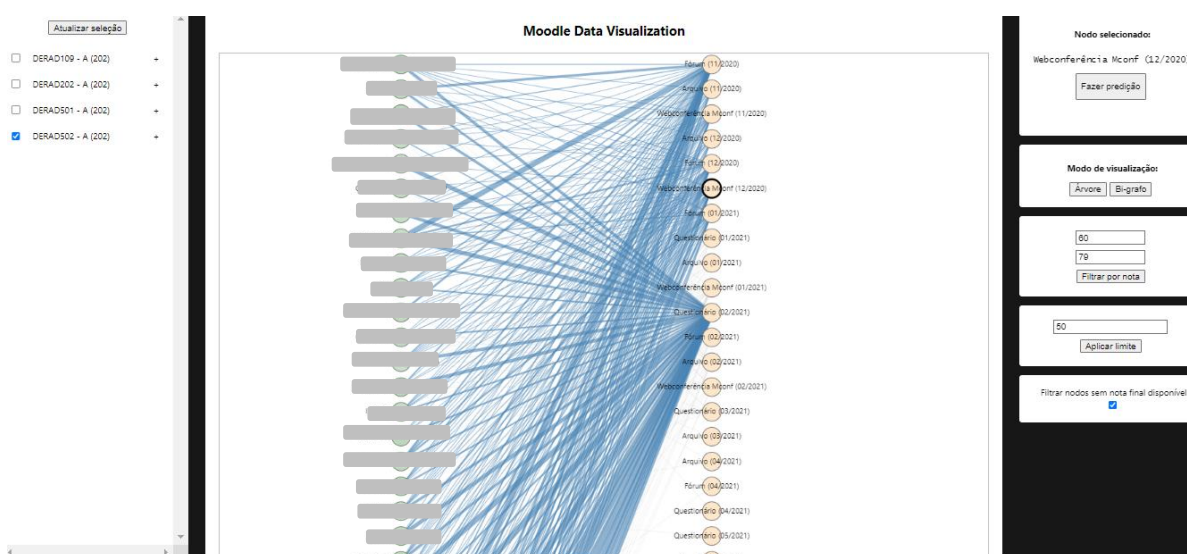 Atualizar seleção
DERAD109 - A (202) +
DERAD202 - A (202) +
DERAD501 - A (202) +
DERAD502 - A (202) +
Moodle Data Visualization
Fórum (11/2020)
Arquivo (11/2020)
Webconferência Mconf (11/2020)
Arquivo (12/2020)
Fórum (12/2020)
Webconferência Mconf (12/2020)
Fórum (01/2021)
Questionário (01/2021)
Arquivo (01/2021)
Webconferência Mconf (01/2021)
Questionário (02/2021)
Fórum (02/2021)
Arquivo (02/2021)
Webconferência Mconf (02/2021)
Questionário (03/2021)
Arquivo (03/2021)
Arquivo (04/2021)
Fórum (04/2021)
Questionário (04/2021)
Questionário (05/2021)
Nodo selecionado:
Webconferência Mconf (12/2020)
Fazer predição
Modo de visualização:
Árvore Bi-grafo
60
79
Filtrar por nota
50
Aplicar limite
Filtrar nodos sem nota final disponível